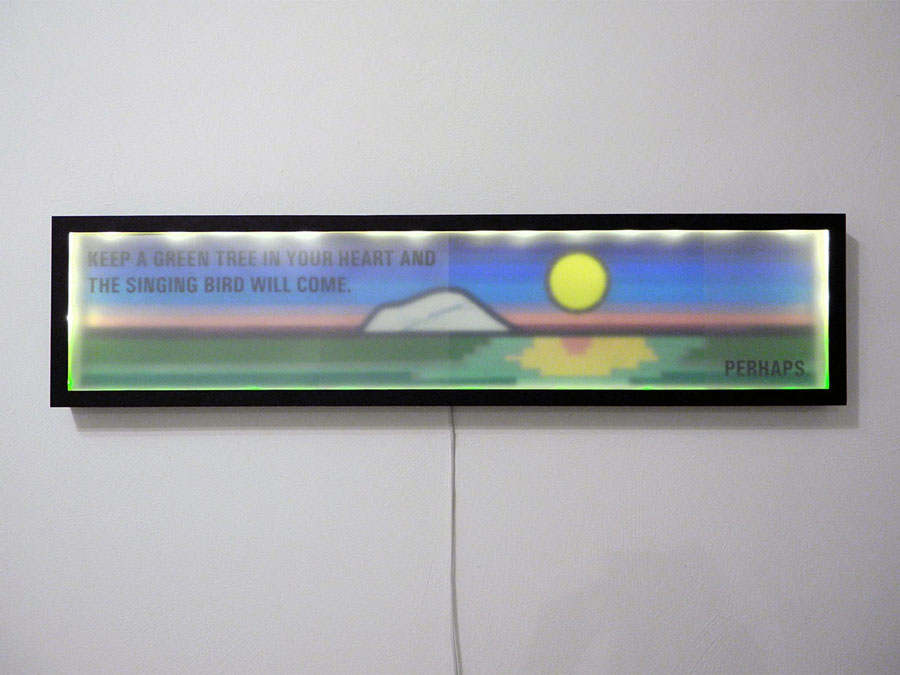 KEEP A GREEN TREE IN YOUR HEART AND
THE SINGING BIRD WILL COME.
PERHAPS.